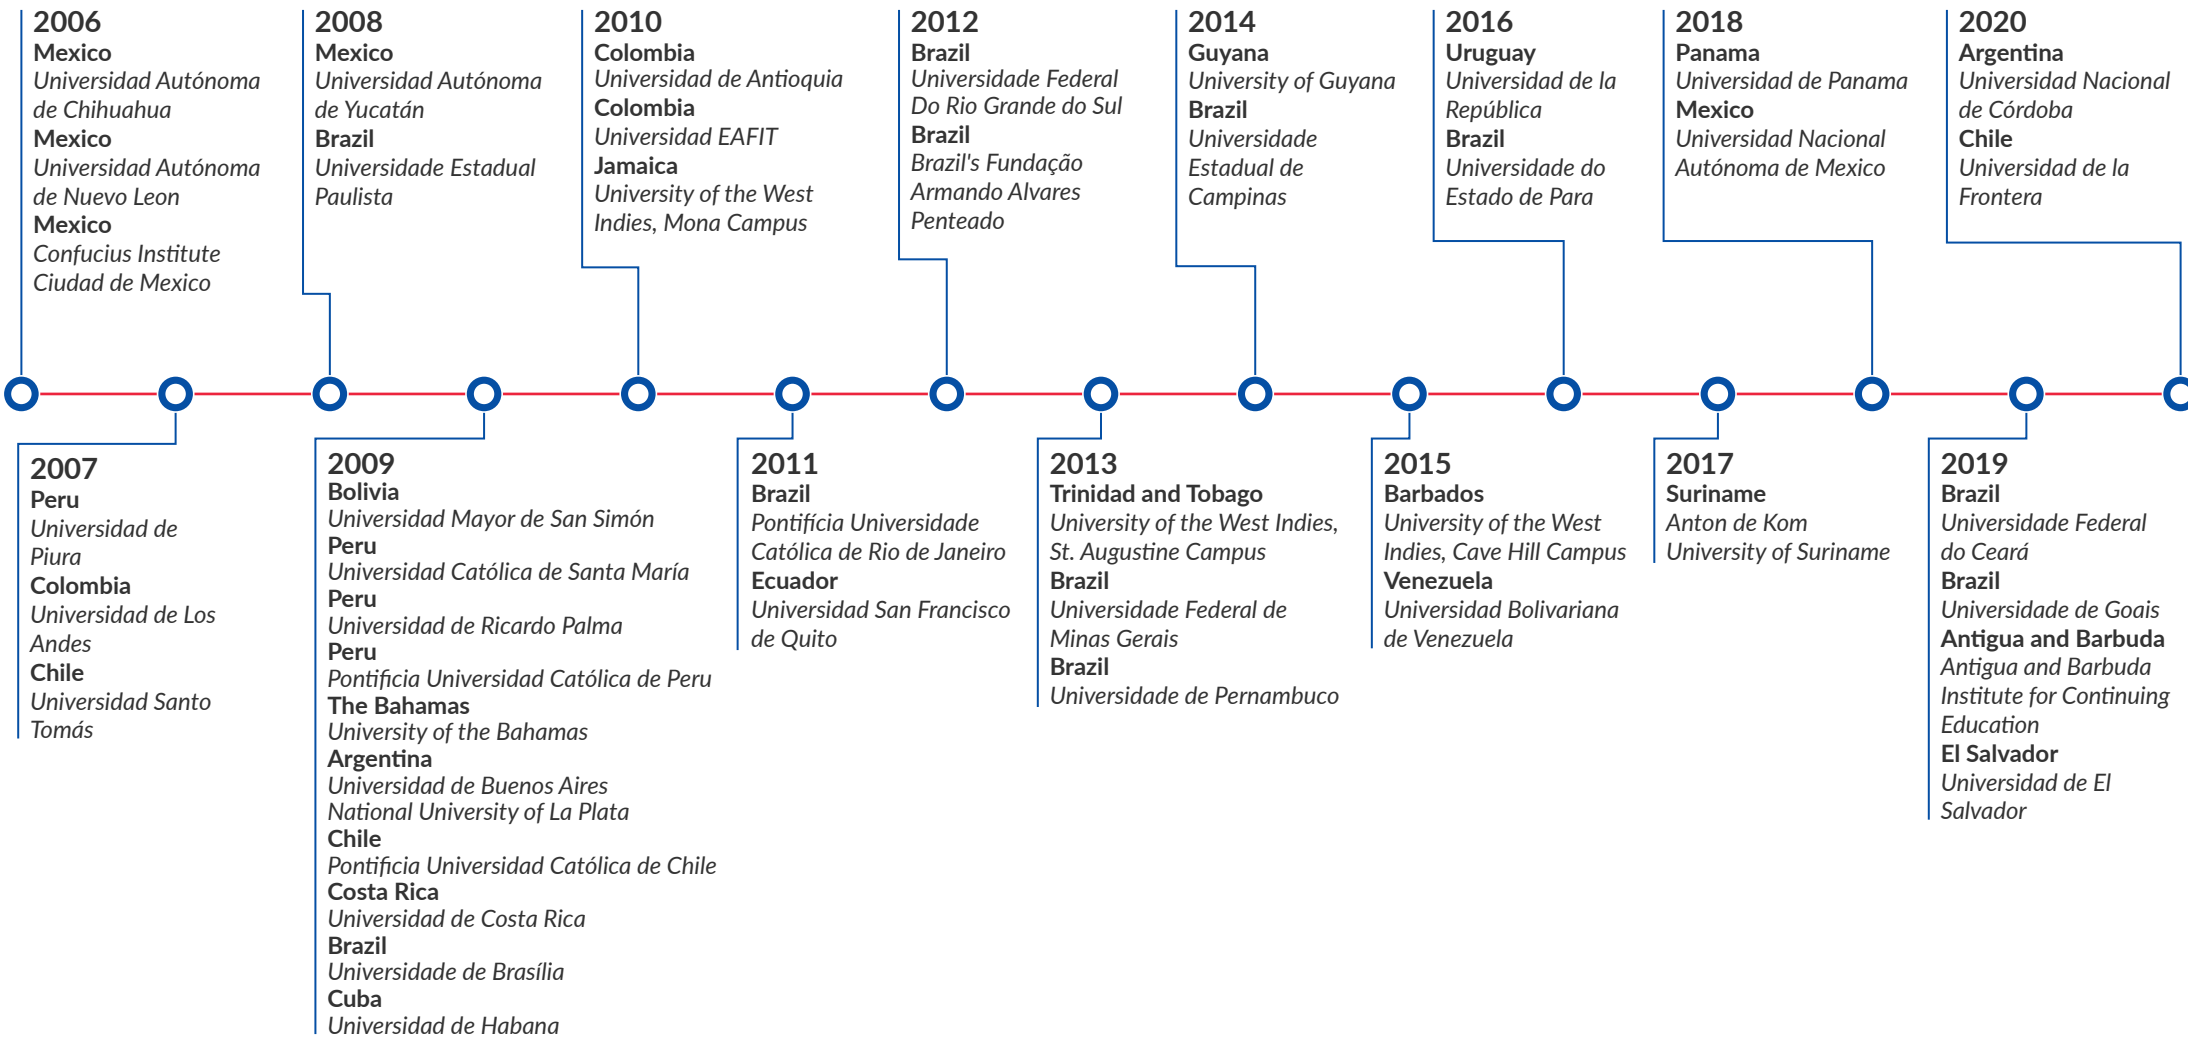 2006
Mexico
Universidad Autónoma
de Chihuahua
Mexico
Universidad Autónoma
de Nuevo Leon
Mexico
Confucius Institute
Ciudad de Mexico
2008
Mexico
Universidad Autónoma
de Yucatán
Brazil
Universidade Estadual
Paulista
2010
Colombia
Universidad de Antioquia
Colombia
Universidad EAFIT
Jamaica
University of the West
Indies, Mona Campus
2012
Brazil
Universidade Federal
Do Rio Grande do Sul
Brazil
Brazil's Fundação
Armando Alvares
Penteado
2014
Guyana
University of Guyana
Brazil
Universidade
Estadual de
Campinas
2016
Uruguay
Universidad de la
República
Brazil
Universidade do
Estado de Para
2018
Panama
Universidad de Panama
Mexico
Universidad Nacional
Autónoma de Mexico
2020
Argentina
Universidad Nacional
de Córdoba
Chile
Universidad de la
Frontera
2007
Peru
Universidad de
Piura
Colombia
Universidad de Los
Andes
Chile
Universidad Santo
Tomás
2009
Bolivia
Universidad Mayor de San Simón
Peru
Universidad Católica de Santa María
Peru
Universidad de Ricardo Palma
Peru
Pontificia Universidad Católica de Peru
The Bahamas
University of the Bahamas
Argentina
Universidad de Buenos Aires
National University of La Plata
Chile
Pontificia Universidad Católica de Chile
Costa Rica
Universidad de Costa Rica
Brazil
Universidade de Brasília
Cuba
Universidad de Habana
2011
Brazil
Pontifícia Universidade
Católica de Rio de Janeiro
Ecuador
Universidad San Francisco
de Quito
2013
Trinidad and Tobago
University of the West Indies,
St. Augustine Campus
Brazil
Universidade Federal de
Minas Gerais
Brazil
Universidade de Pernambuco
2015
Barbados
University of the West
Indies, Cave Hill Campus
Venezuela
Universidad Bolivariana
de Venezuela
2017
Suriname
Anton de Kom
University of Suriname
2019
Brazil
Universidade Federal
do Ceará
Brazil
Universidade de Goais
Antigua and Barbuda
Antigua and Barbuda
Institute for Continuing
Education
El Salvador
Universidad de El
Salvador